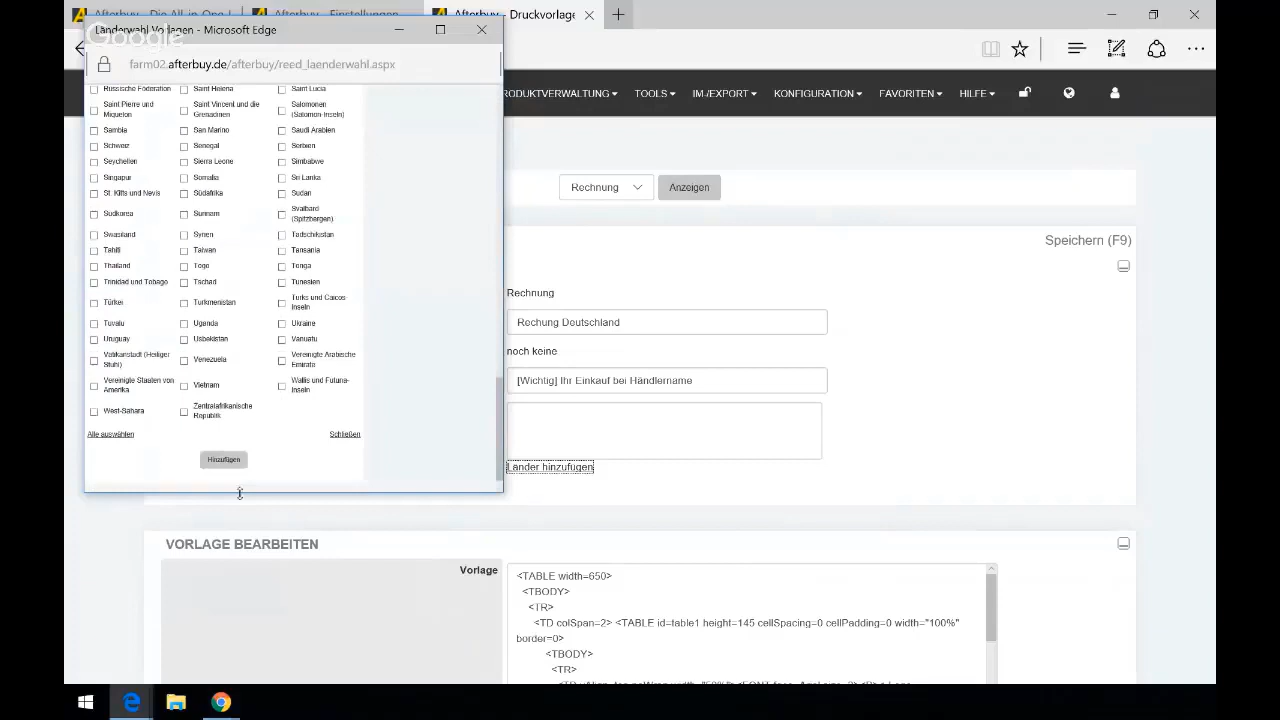 Afterbuy - Die All-in-One-L
Afterbuy - Einstellungen
Afterbuy - Druckvorlage
Google
Länderwahl Vorlagen - Microsoft Edge
farm02.afterbuy.de/afterbuy/reed_laenderwahl.aspx
RODUKTVERWALTUNG TOOLS IM-/EXPORT KONFIGURATION FAVORITEN HILFE
Russische Föderation Saint Helena Saint Lucia
Saint Pierre und Saint Vincent und die Salomonen
Miquelon Grenadinen (Salomon-Inseln)
Sambia San Marino Saudi Arabien
Schweiz Senegal Serbien
Seychellen Sierra Leone Simbabwe
Singapur Somalia Sri Lanka
St. Kitts und Nevis Südafrika Sudan
Südkorea Surinam Svalbard
(Spitzbergen)
Swasiland Syrien Tadschikistan
Tahiti Taiwan Tansania
Thailand Togo Tonga
Trinidad und Tobago Tschad Tunesien
Türkei Turkmenistan Turks und Caicos-
Inseln
Tuvalu Uganda Ukraine
Uruguay Usbekistan Vanuatu
Vatikanstadt (Heiliger Venezuela Vereinigte Arabische
Stuhl) Emirate
Vereinigte Staaten von Vietnam Wallis und Futuna-
Amerika Inseln
West-Sahara Zentralafrikanische
Republik
Alle auswählen Schließen
Hinzufügen
Rechnung
Anzeigen
Speichern (F9)
Rechnung
Rechung Deutschland
noch keine
[Wichtig] Ihr Einkauf bei Händlername
Länder hinzufügen
VORLAGE BEARBEITEN
Vorlage
<TABLE width=650>
<TBODY>
<TR>
<TD colSpan=2> <TABLE id=table1 height=145 cellSpacing=0 cellPadding=0 width="100%"
border=0>
<TBODY>
<TR>